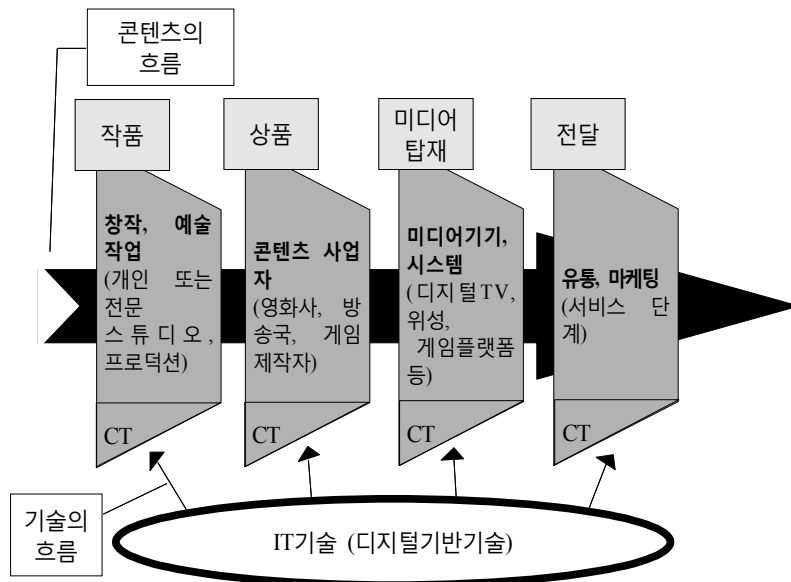 콘텐츠의
흐름
작품
상품
미디어
탑재
전달
창작, 예술
작업
(개인 또는
전문
스튜디오,
프로덕션)
콘텐츠 사업
자
(영화사, 방
송국, 게임
제작자)
미디어기기,
시스템
(디지털TV,
위성,
게임플랫폼
등)
유통, 마케팅
(서비스 단
계)
CT
CT
CT
CT
기술의
흐름
IT기술 (디지털기반기술)